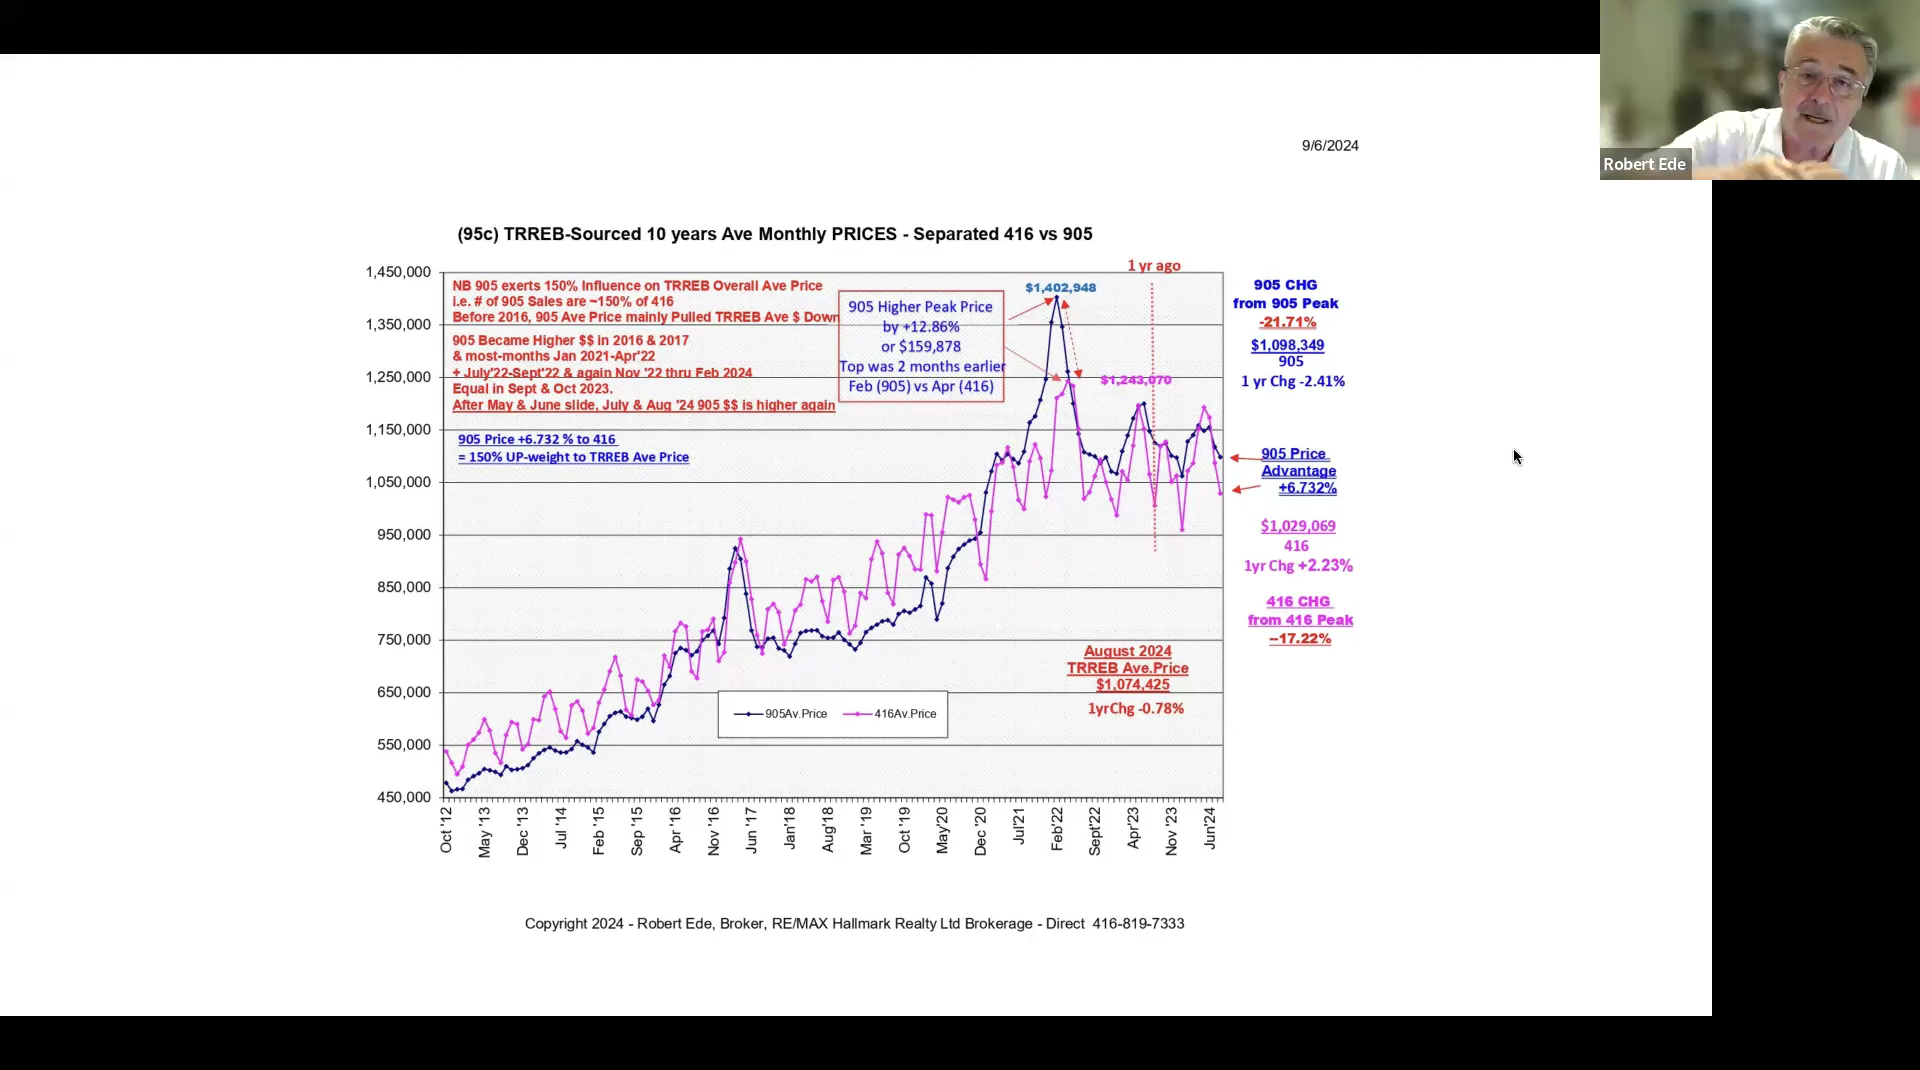 Robert Ede
9/6/2024
(95c) TRREB-Sourced 10 years Ave Monthly PRICES - Separated 416 vs 905
1,450,000
1,350,000
1,250,000
1,150,000
1,050,000
950,000
850,000
750,000
650,000
550,000
450,000
NB 905 exerts 150% Influence on TRREB Overall Ave Price
i.e. # of 905 Sales are ~150% of 416
Before 2016, 905 Ave Price mainly Pulled TRREB Ave $ Down
905 Became Higher $$ in 2016 & 2017
& most-months Jan 2021-Apr'22
+ July'22-Sept'22 & again Nov '22 thru Feb 2024
Equal in Sept & Oct 2023.
After May & June slide, July & Aug '24 905 $$ is higher again
905 Price +6.732 % to 416
= 150% UP-weight to TRREB Ave Price
905 Higher Peak Price
by +12.86%
or $159,878
Top was 2 months earlier
Feb (905) vs Apr (416)
$1,402,948
$1,243,070
1 yr ago
905 CHG
from 905 Peak
-21.71%
$1,098,349
905
1 yr Chg -2.41%
905 Price
Advantage
+6.732%
$1,029,069
416
1yr Chg +2.23%
416 CHG
from 416 Peak
--17.22%
August 2024
TRREB Ave.Price
$1,074,425
1yrChg -0.78%
905Av.Price
416Av.Price
Oct '12
May '13
Dec '13
Jul '14
Feb '15
Sep '15
Apr '16
Nov '16
Jun '17
Jan'18
Aug'18
Mar '19
Oct '19
May'20
Dec '20
Jul'21
Feb'22
Sept'22
Apr'23
Nov '23
Jun'24
Copyright 2024 - Robert Ede, Broker, RE/MAX Hallmark Realty Ltd Brokerage - Direct 416-819-7333